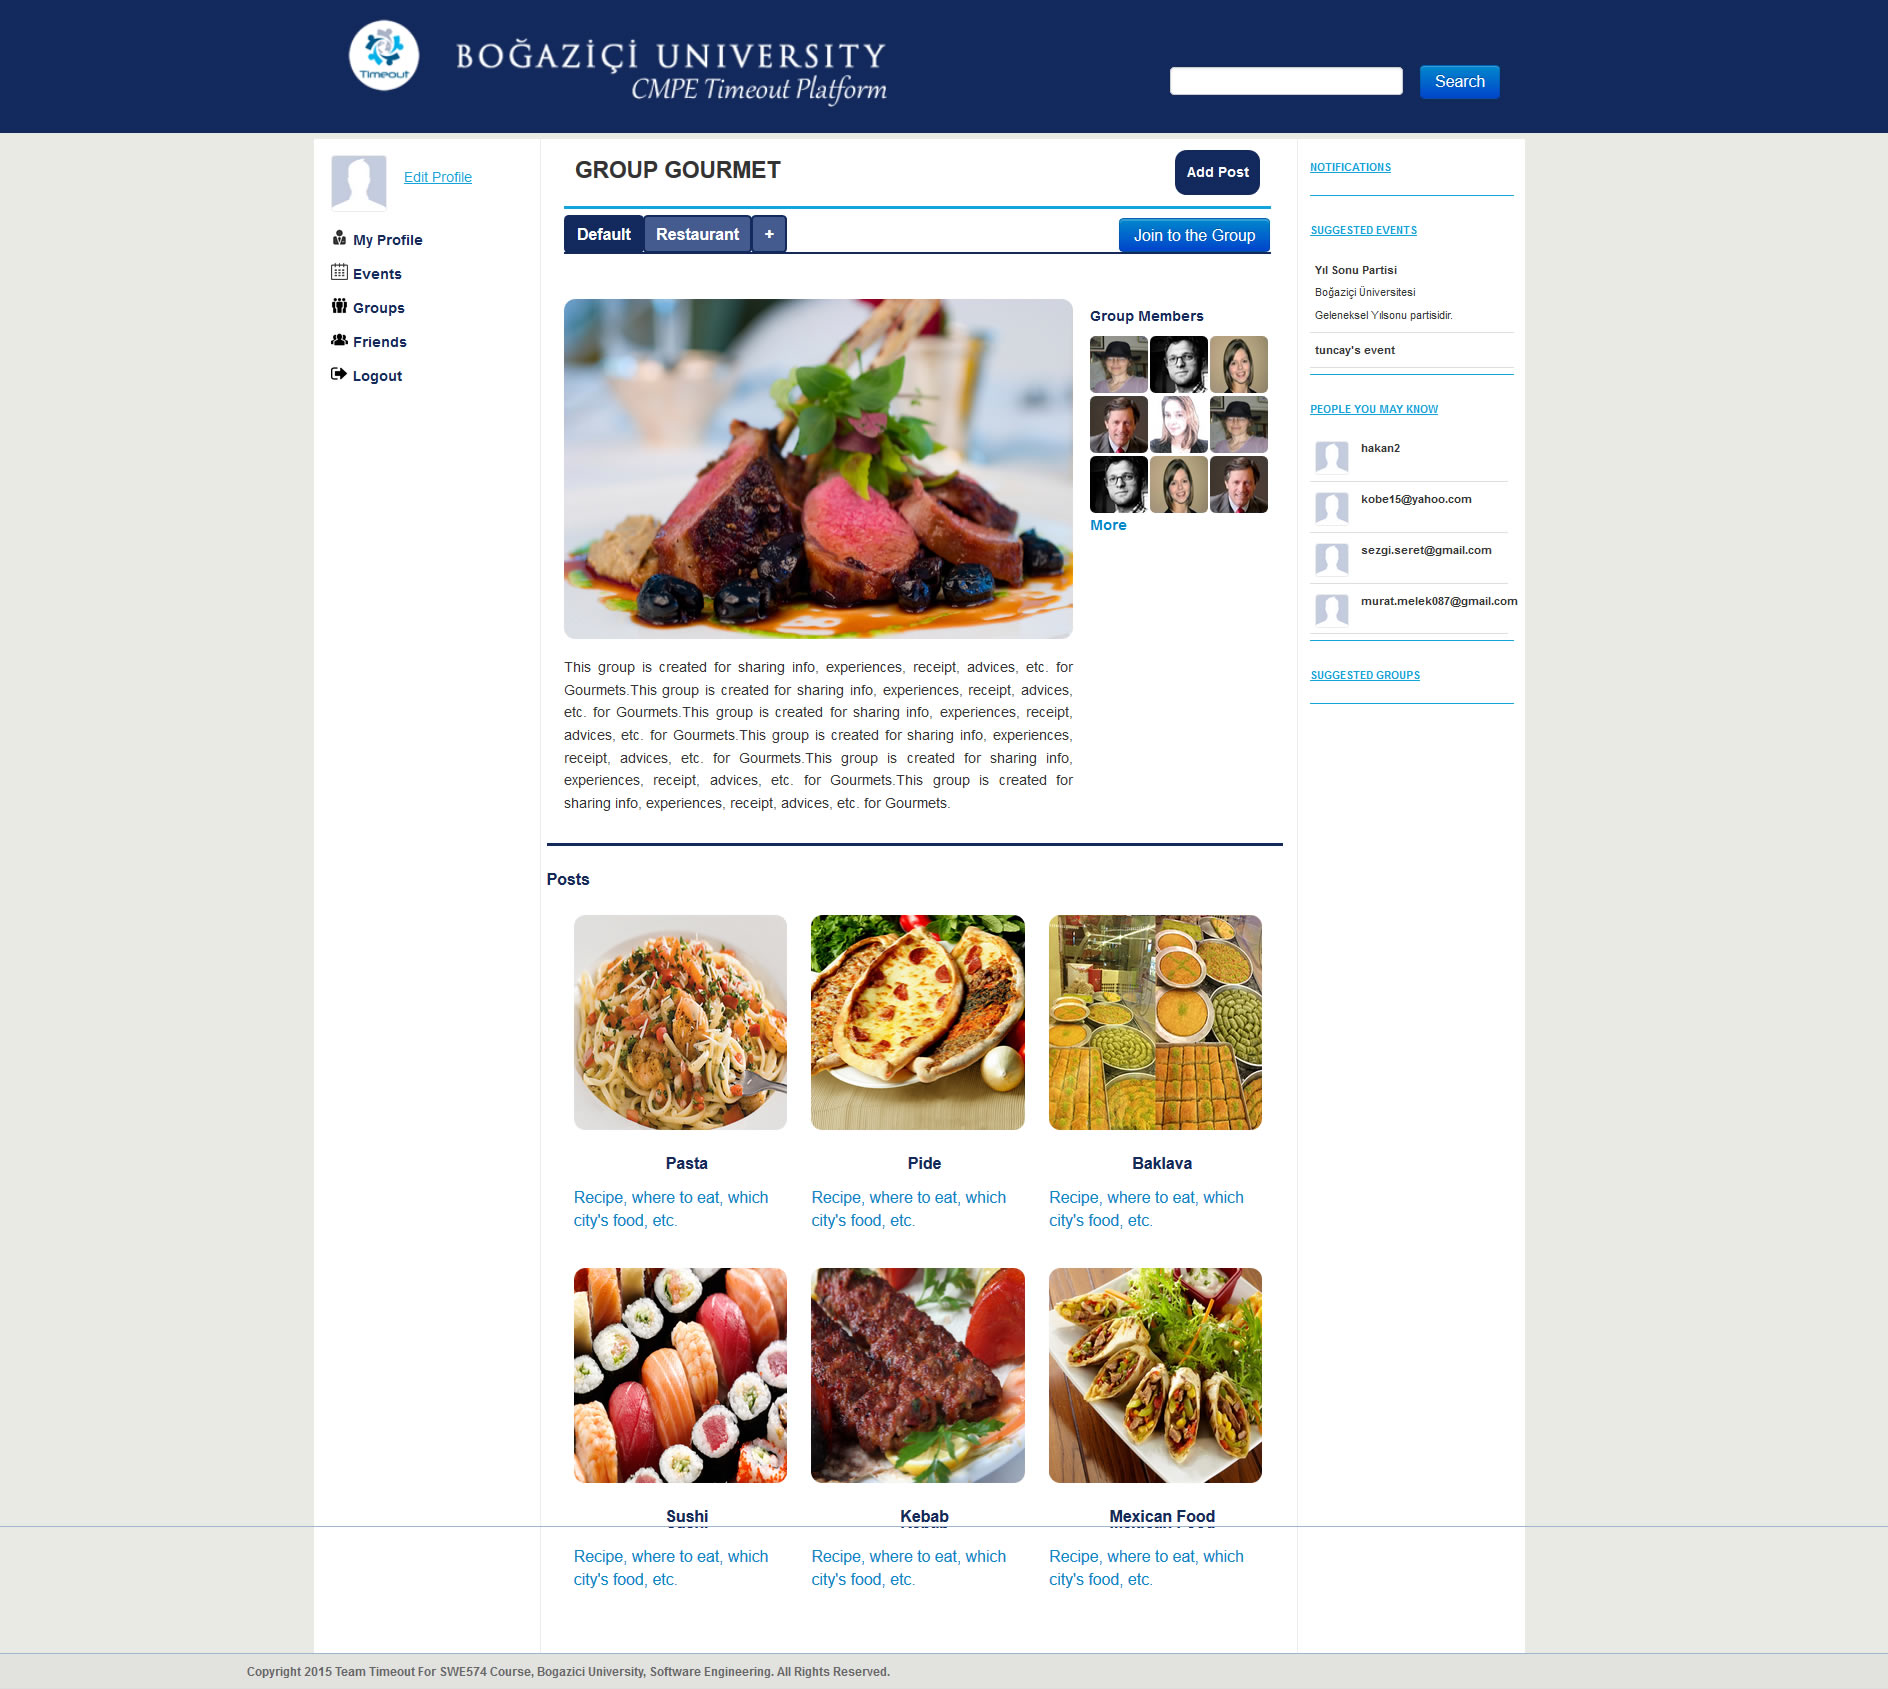 Timeout
BOĞAZİÇİ UNIVERSITY
CMPE Timeout Platform
Search
Edit Profile
My Profile
Events
Groups
Friends
Logout
GROUP GOURMET
Add Post
Default
Restaurant
+
Join to the Group
Group Members
More
This group is created for sharing info, experiences, receipt, advices, etc. for
Gourmets.This group is created for sharing info, experiences, receipt, advices,
etc. for Gourmets.This group is created for sharing info, experiences, receipt,
advices, etc. for Gourmets.This group is created for sharing info, experiences,
receipt, advices, etc. for Gourmets.This group is created for sharing info,
experiences, receipt, advices, etc. for Gourmets.This group is created for
sharing info, experiences, receipt, advices, etc. for Gourmets.
Posts
Pasta
Recipe, where to eat, which
city's food, etc.
Pide
Recipe, where to eat, which
city's food, etc.
Baklava
Recipe, where to eat, which
city's food, etc.
Sushi
Recipe, where to eat, which
city's food, etc.
Kebab
Recipe, where to eat, which
city's food, etc.
Mexican Food
Recipe, where to eat, which
city's food, etc.
NOTIFICATIONS
SUGGESTED EVENTS
Yıl Sonu Partisi
Boğaziçi Üniversitesi
Geleneksel Yılsonu partisidir.
tuncay's event
PEOPLE YOU MAY KNOW
hakan2
kobe15@yahoo.com
sezgi.seret@gmail.com
murat.melek087@gmail.com
SUGGESTED GROUPS
Copyright 2015 Team Timeout For SWE574 Course, Bogazici University, Software Engineering. All Rights Reserved.